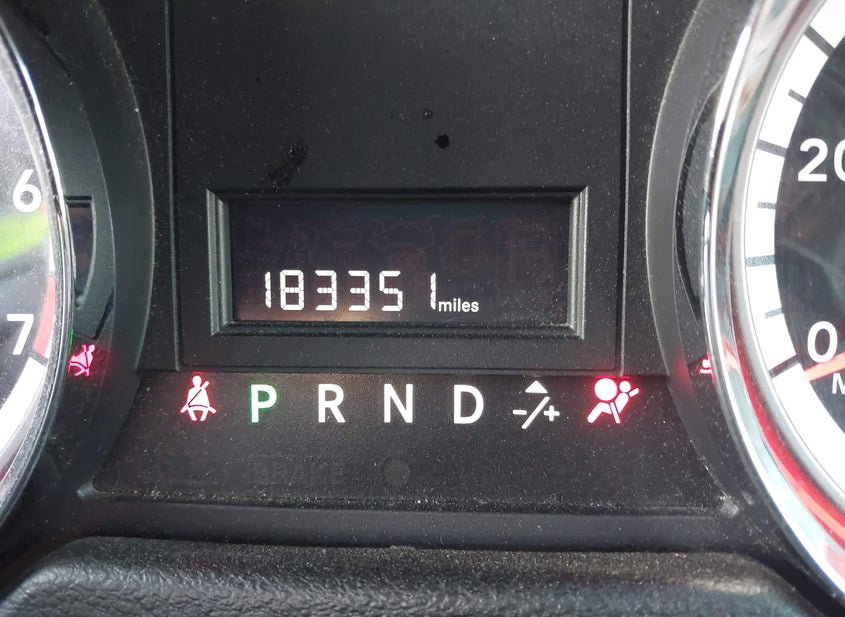 6
20
183351 miles
7
0
P R N D -/+
BRAKE
M